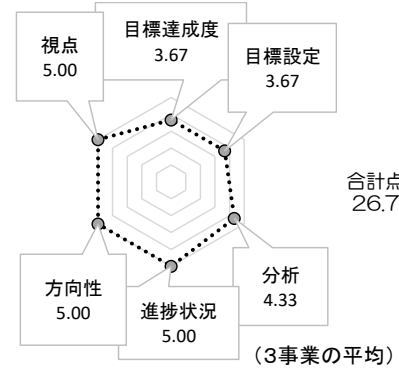 目標達成度
3.67
視点
5.00
目標設定
3.67
合計点
26.7
分析
4.33
方向性
5.00
進捗状況
5.00
(3事業の平均)